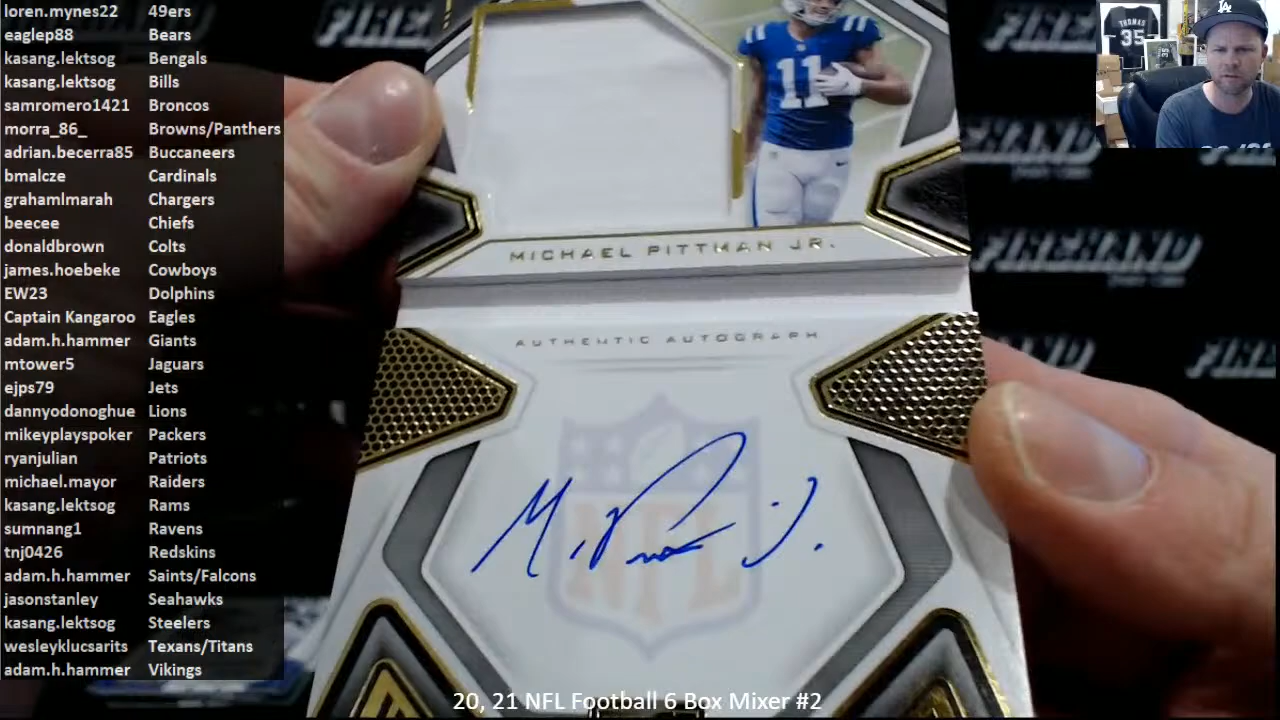 loren.mynes22 49ers
eaglep88 Bears
kasang.lektsog Bengals
kasang.lektsog Bills
samromero1421 Broncos
morra_86_ Browns/Panthers
adrian.becerra85 Buccaneers
bmalcze Cardinals
grahamlmarah Chargers
beecee Chiefs
donaldbrown Colts
james.hoebeke Cowboys
EW23 Dolphins
Captain Kangaroo Eagles
adam.h.hammer Giants
mtower5 Jaguars
ejps79 Jets
dannyodonoghue Lions
mikeyplayspoker Packers
ryanjulian Patriots
michael.mayor Raiders
kasang.lektsog Rams
sumnang1 Ravens
tnj0426 Redskins
adam.h.hammer Saints/Falcons
jasonstanley Seahawks
kasang.lektsog Steelers
wesleyklucsarits Texans/Titans
adam.h.hammer Vikings
11
MICHAEL PITTMAN JR.
AUTHENTIC AUTOGRAPH
NFL
FIREHAND
THOMAS
35
LA
20, 21 NFL Football 6 Box Mixer #2